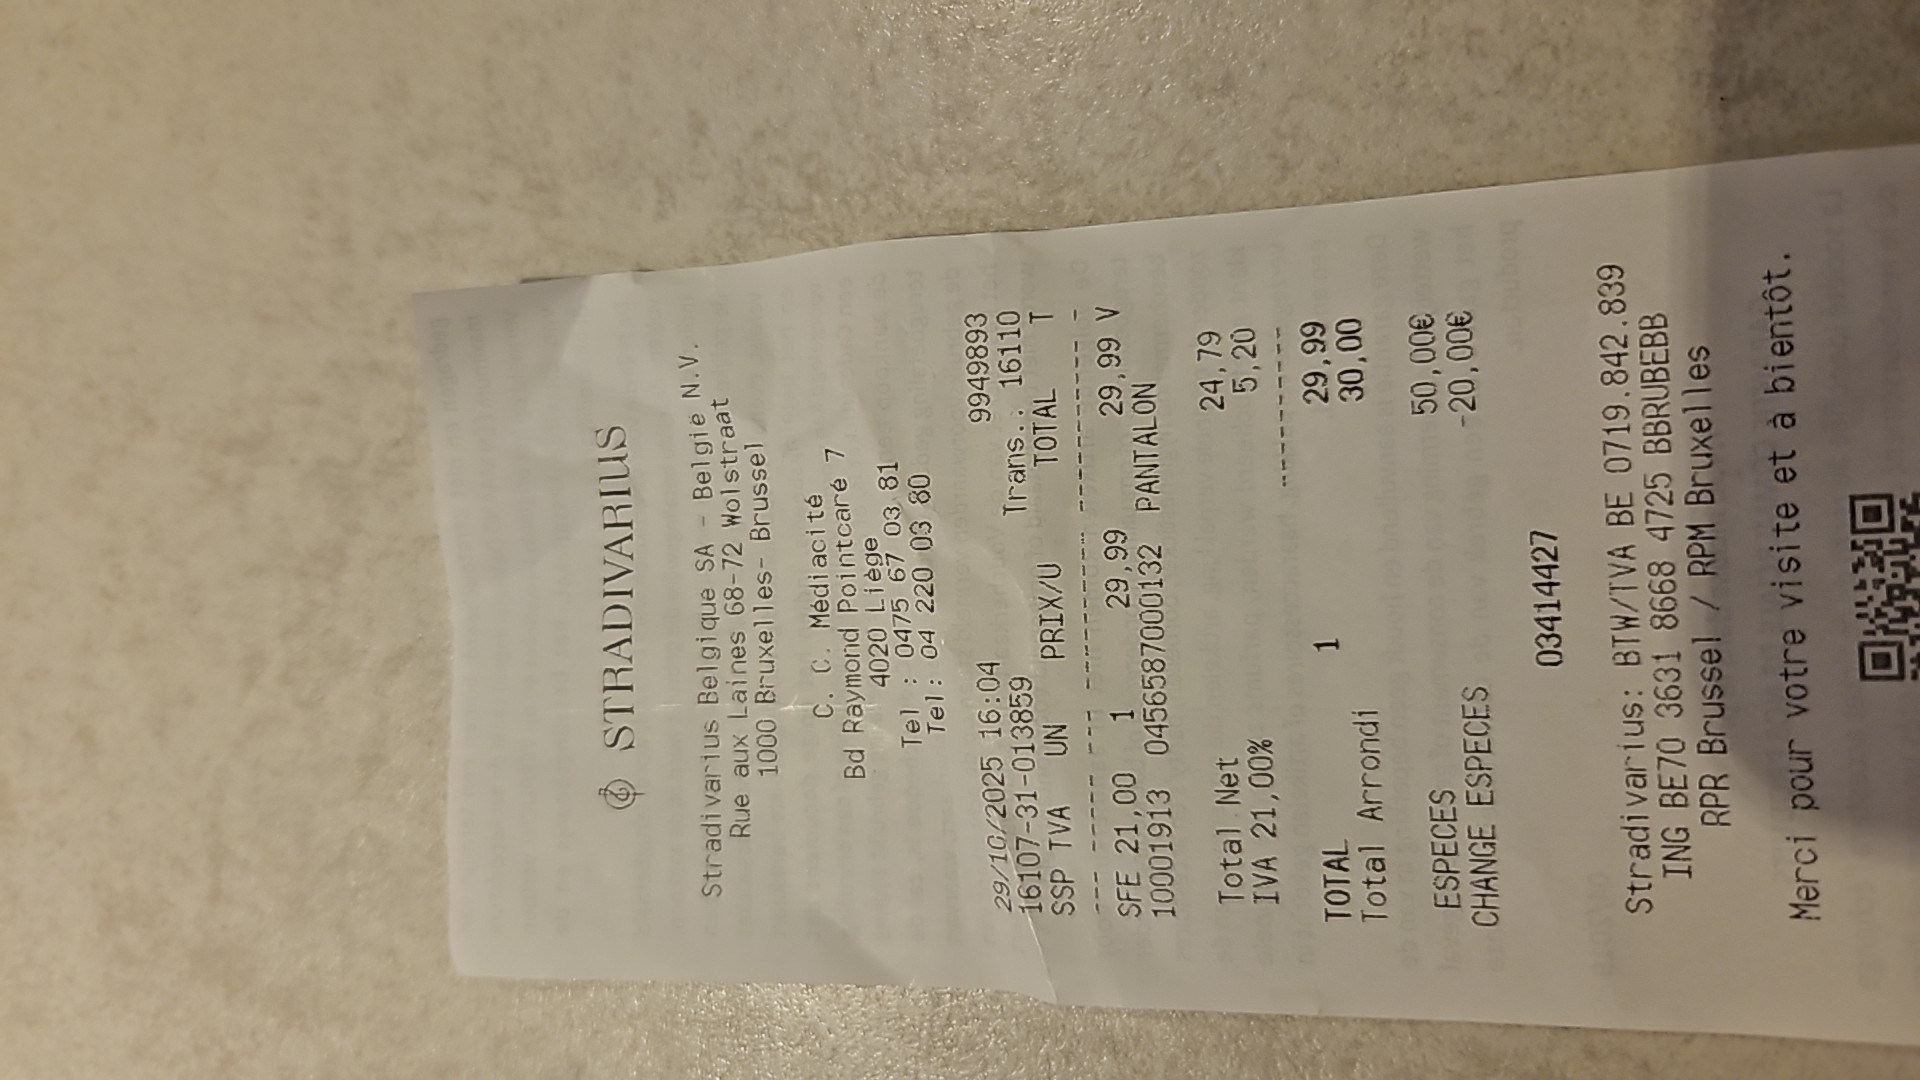 STRADIVARIUS
Stradivarius Belgique SA - België N.V.
Rue aux Laines 68-72 Wolstraat
1000 Bruxelles- Brussel
C. C. Médiacité
Bd Raymond Pointcaré 7
4020 Liège
Tel : 0475 67 03 81
Tel: 04 220 03 80
29/10/2025 16:04 9949893
16107-31-013859 Trans.: 16110
SSP TVA UN PRIX/U TOTAL T
SFE 21,00 1 29,99 29,99 V
10001913 04565870001​32 PANTALON
Total Net 24,79
IVA 21,00% 5,20
TOTAL 1 29,99
Total Arrondi 30,00
ESPECES 50,00€
CHANGE ESPECES -20,00€
03414427
Stradivarius: BTW/TVA BE 0719.842.839
ING BE70 3631 8668 4725 BBRUBEBB
RPR Brussel / RPM Bruxelles
Merci pour votre visite et à bientôt.